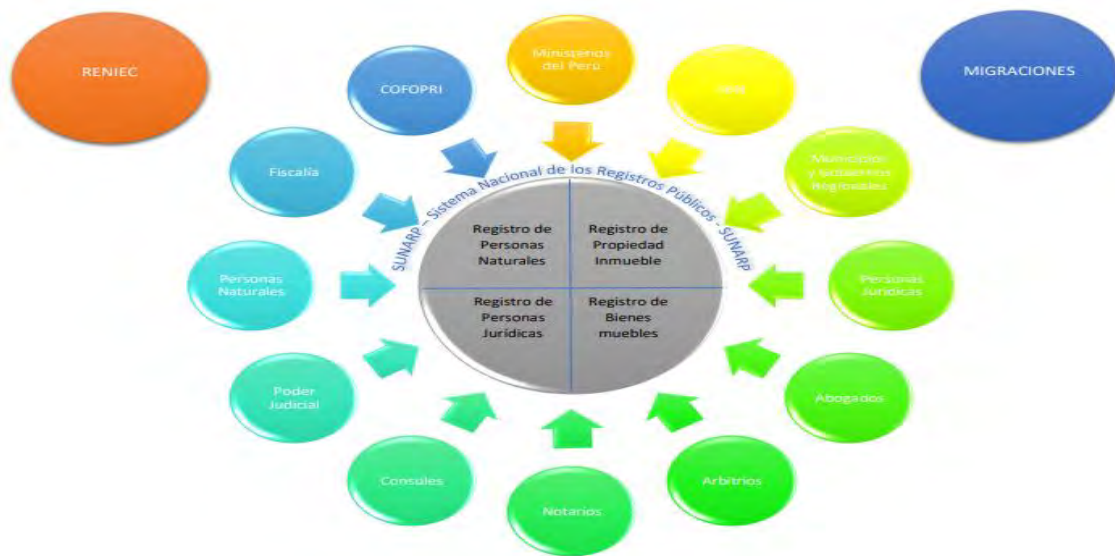 RENIEC
COFOPRI
Ministerios
del Perú
MIGRACIONES
Fiscalía
Municipios
y Gobiernos
Regionales
SUNARP – Sistema Nacional de los Registros Públicos - SUNARP
Registro de
Personas
Naturales
Registro de
Propiedad
Inmueble
Personas
Naturales
Personas
Jurídicas
Registro de
Personas
Jurídicas
Registro de
Bienes
muebles
Poder
Judicial
Abogados
Consules
Notarios
Arbitrios